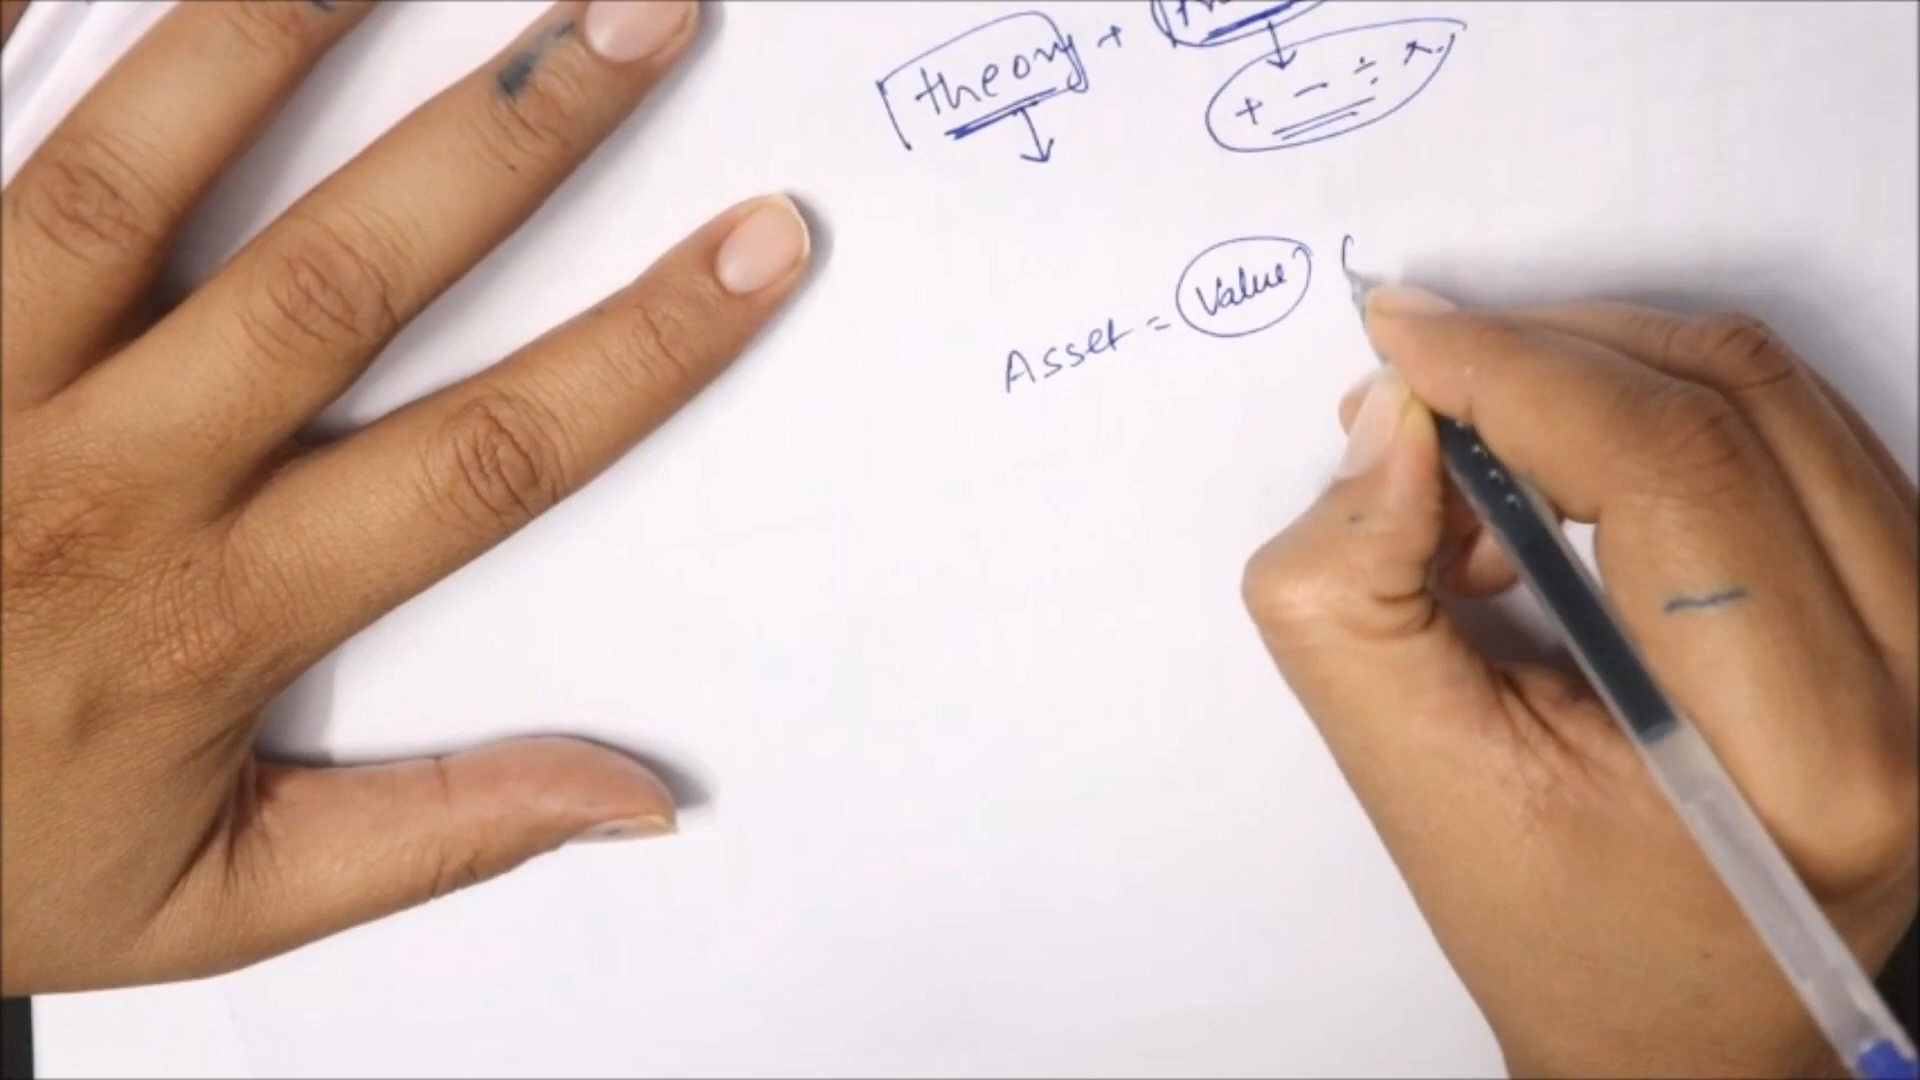 theory +
+ - ÷ ×
Asset = Value (